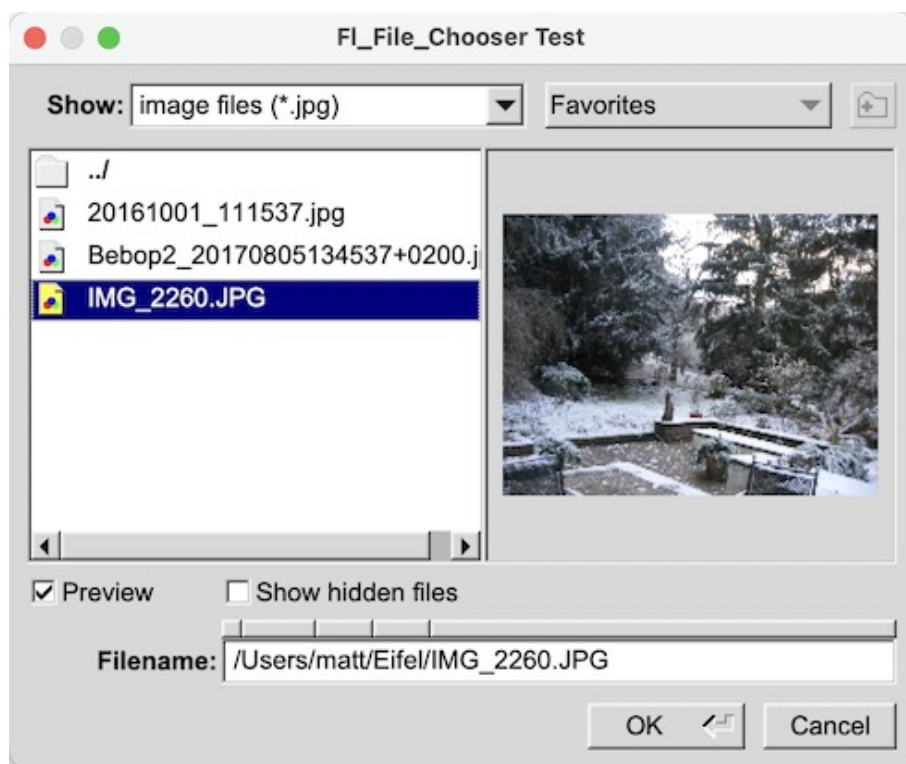 Fl_File_Chooser Test
Show: image files (*.jpg) Favorites
../
20161001_111537.jpg
Bebop2_20170805134537+0200.j
IMG_2260.JPG
Preview Show hidden files
Filename: /Users/matt/Eifel/IMG_2260.JPG
OK Cancel